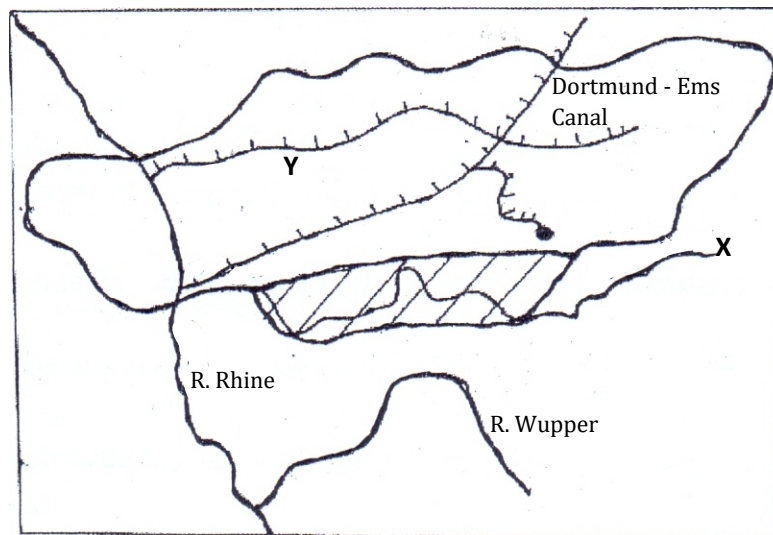 Dortmund - Ems
Canal
Y
X
R. Rhine
R. Wupper